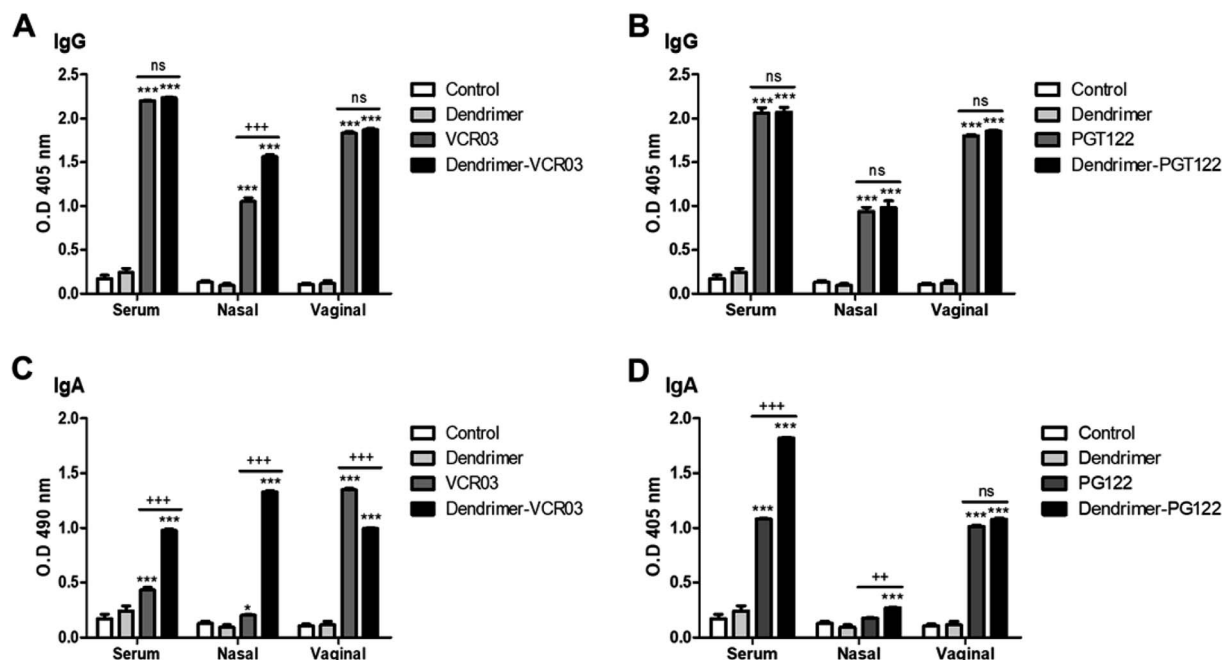 A
IgG
ns
*** ***
+++
***
***
ns
*** ***
2.5
2.0
1.5
1.0
0.5
0.0
O.D 405 nm
Serum Nasal Vaginal
Control
Dendrimer
VCR03
Dendrimer-VCR03
B
IgG
ns
*** ***
ns
*** ***
ns
*** ***
2.5
2.0
1.5
1.0
0.5
0.0
O.D 405 nm
Serum Nasal Vaginal
Control
Dendrimer
PGT122
Dendrimer-PGT122
C
IgA
+++
***
***
+++
***
*
+++
***
***
2.0
1.5
1.0
0.5
0.0
O.D 490 nm
Serum Nasal Vaginal
Control
Dendrimer
VCR03
Dendrimer-VCR03
D
IgA
+++
***
***
++
***
ns
*** ***
2.0
1.5
1.0
0.5
0.0
O.D 405 nm
Serum Nasal Vaginal
Control
Dendrimer
PG122
Dendrimer-PG122